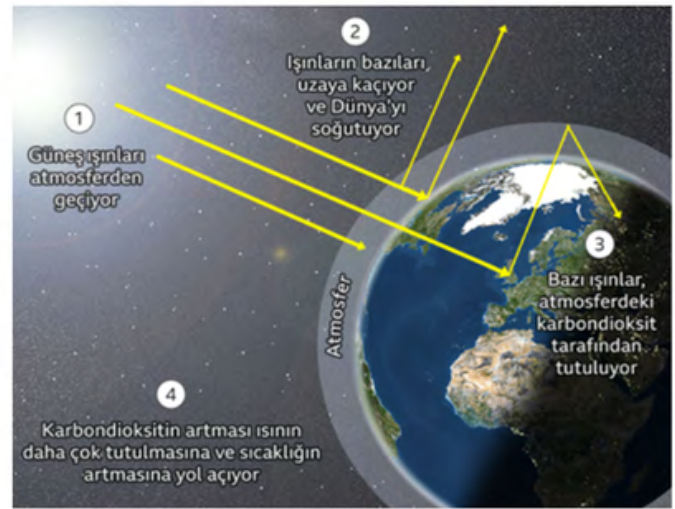 1
Güneş ışınları
atmosferden
geçiyor
2
Işınların bazıları,
uzaya kaçıyor
ve Dünya'yı
soğutuyor
Atmosfer
3
Bazı ışınlar,
atmosferdeki
karbondioksit
tarafından
tutuluyor
4
Karbondioksitin artması ısının
daha çok tutulmasına ve sıcaklığın
artmasına yol açıyor